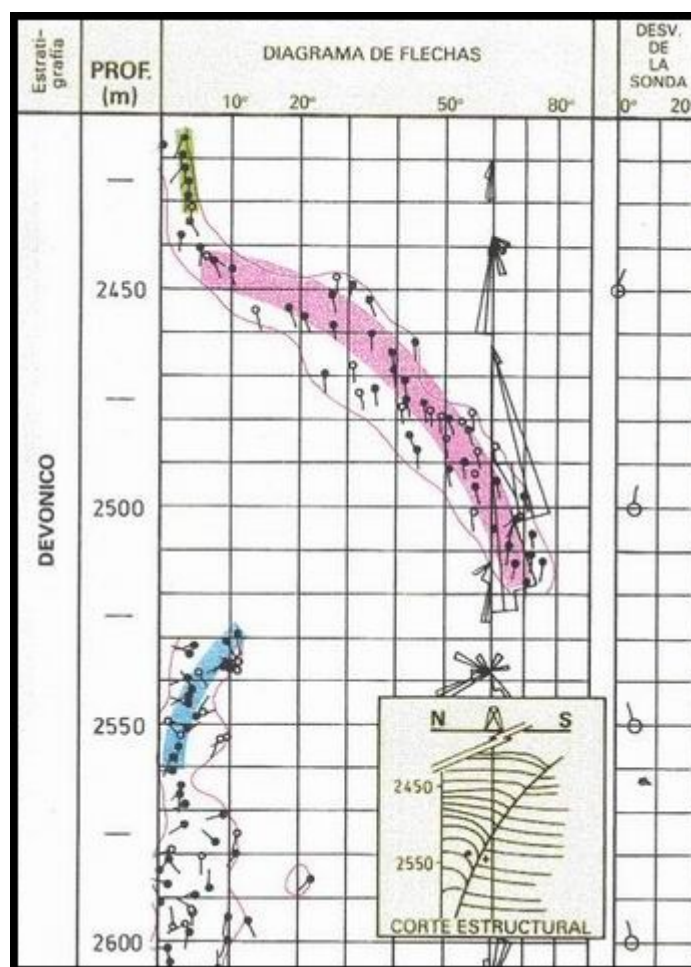 Estrati-
grafía
PROF.
(m)
DIAGRAMA DE FLECHAS
10° 20° 50° 80°
DESV.
DE
LA
SONDA
0° 20
2450
2500
DEVONICO
2550
2600
N S
2450
2550
CORTE ESTRUCTURAL